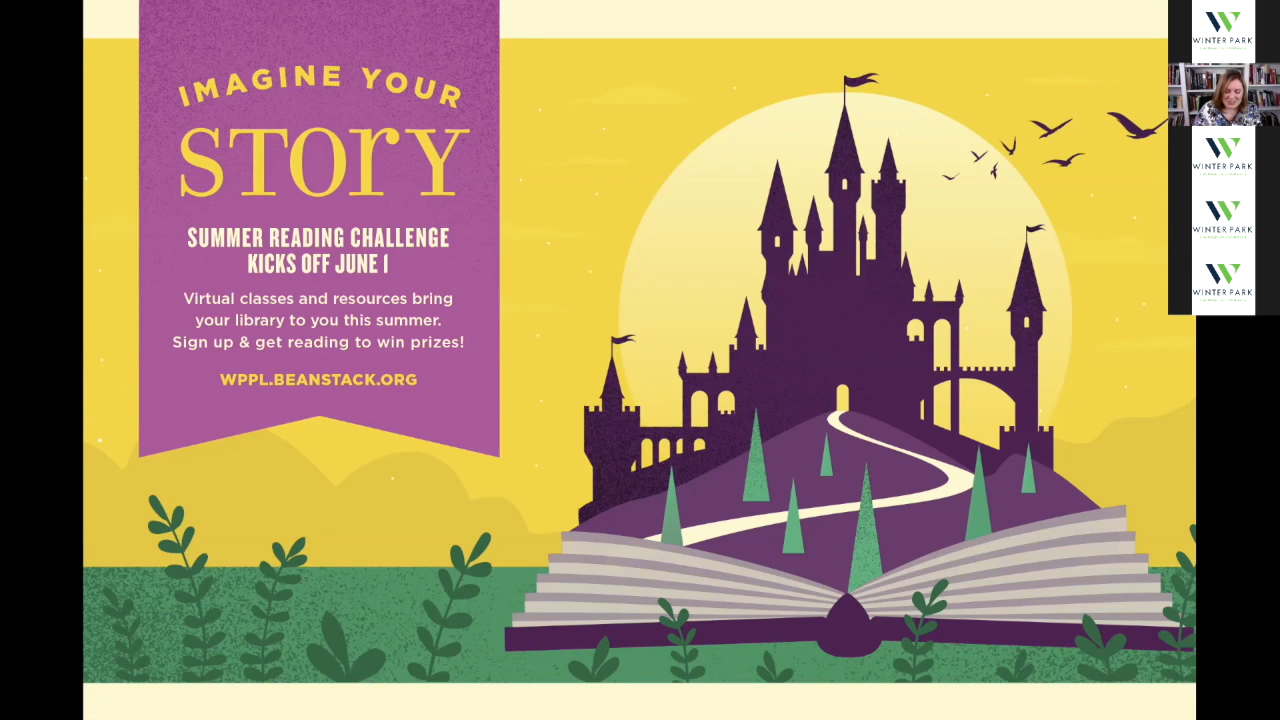 IMAGINE YOUR
STORY
SUMMER READING CHALLENGE
KICKS OFF JUNE 1
Virtual classes and resources bring
your library to you this summer.
Sign up & get reading to win prizes!
WPPL.BEANSTACK.ORG
WINTER PARK
WINTER PARK
WINTER PARK
WINTER PARK